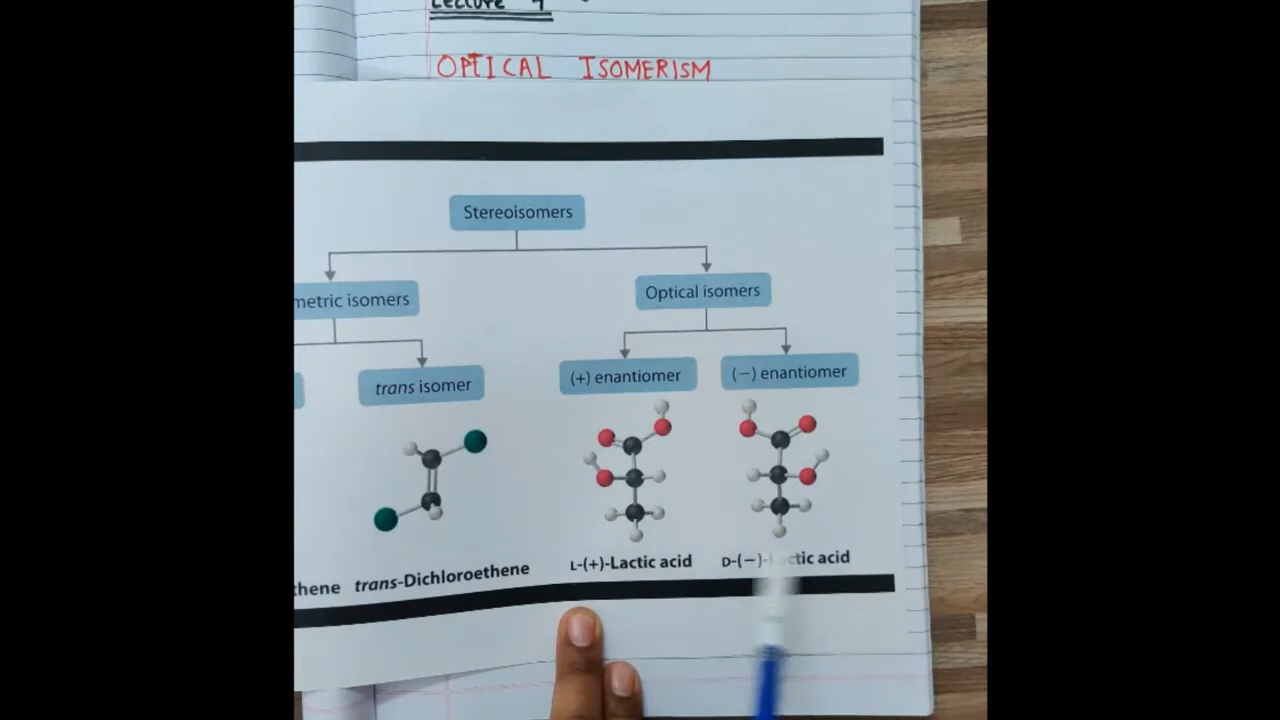 Lecture
OPTICAL ISOMERISM
Stereoisomers
metric isomers
Optical isomers
trans isomer
(+) enantiomer
(−) enantiomer
thene
trans-Dichloroethene
L-(+)-Lactic acid
D-(−)- ctic acid